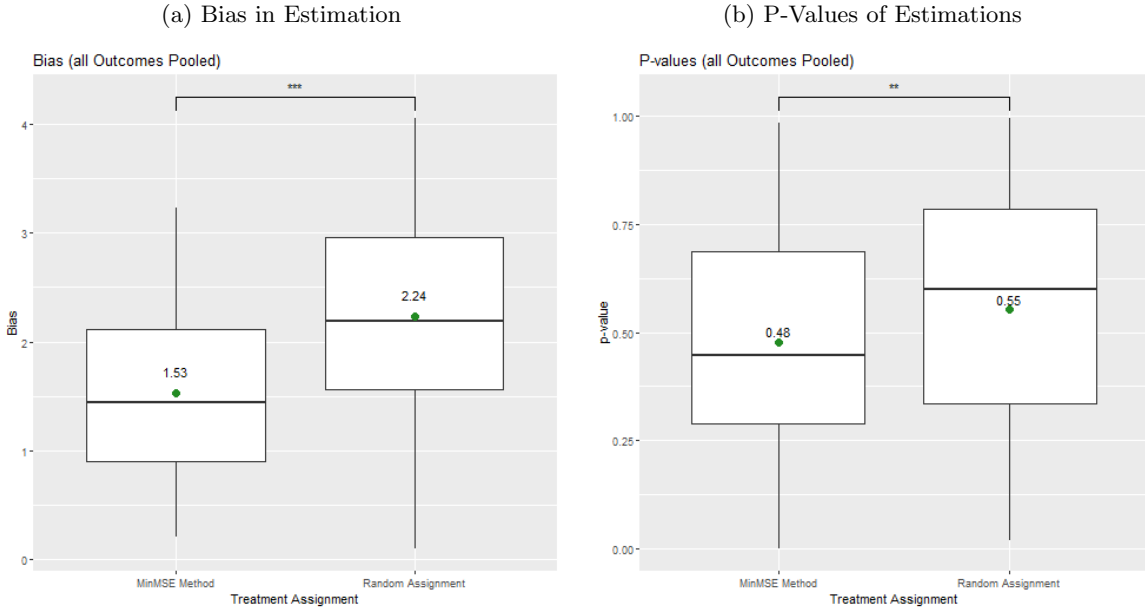 (a) Bias in Estimation
Bias (all Outcomes Pooled)
***
4
3
2
1
0
Bias
1.53
2.24
MinMSE Method
Random Assignment
Treatment Assignment
(b) P-Values of Estimations
P-values (all Outcomes Pooled)
**
1.00
0.75
0.50
0.25
0.00
p-value
0.48
0.55
MinMSE Method
Random Assignment
Treatment Assignment